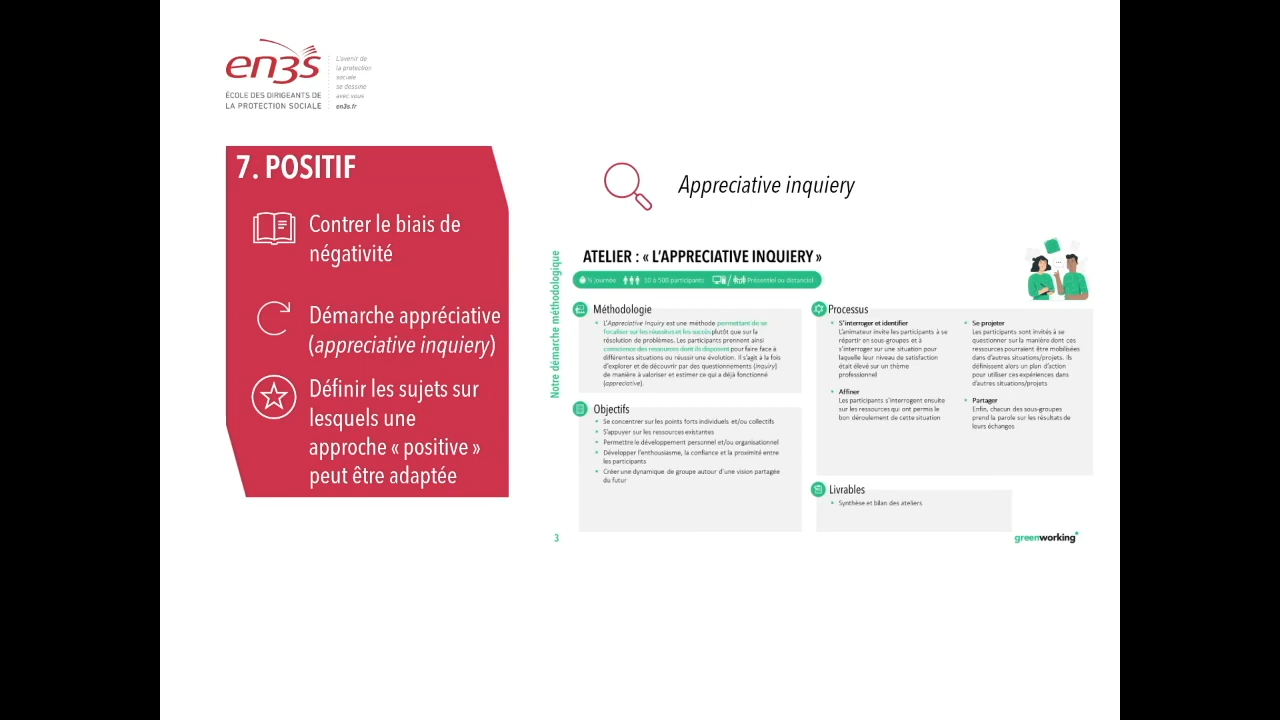 en3s
ÉCOLE DES DIRIGEANTS DE
LA PROTECTION SOCIALE
L'avenir de
la protection
sociale
se dessine
avec vous
en3s.fr
7. POSITIF
Contrer le biais de
négativité
Démarche appréciative
(appreciative inquiery)
Définir les sujets sur
lesquels une
approche « positive »
peut être adaptée
Appreciative inquiery
Notre démarche méthodologique
ATELIER : « L'APPRECIATIVE INQUIERY »
½ journée
10 à 500 participants
/
Présentiel ou distanciel
Méthodologie
• L'Appreciative Inquiry est une méthode permettant de se
focaliser sur les réussites et les succès plutôt que sur la
résolution de problèmes. Les participants prennent ainsi
conscience des ressources dont ils disposent pour faire face à
différentes situations ou réussir une évolution. Il s'agit à la fois
d'explorer et de découvrir par des questionnements (inquiry)
de manière à valoriser et estimer ce qui a déjà fonctionné
(appreciative).
Objectifs
• Se concentrer sur les points forts individuels et/ou collectifs
• S'appuyer sur les ressources existantes
• Permettre le développement personnel et/ou organisationnel
• Développer l'enthousiasme, la confiance et la proximité entre
les participants
• Créer une dynamique de groupe autour d'une vision partagée
du futur
Processus
• S'interroger et identifier
L'animateur invite les participants à se
répartir en sous-groupes et à
s'interroger sur une situation pour
laquelle leur niveau de satisfaction
était élevé sur un thème
professionnel
• Affiner
Les participants s'interrogent ensuite
sur les ressources qui ont permis le
bon déroulement de cette situation
• Se projeter
Les participants sont invités à se
questionner sur la manière dont ces
ressources pourraient être mobilisées
dans d'autres situations/projets. Ils
définissent alors un plan d'action
pour utiliser ces expériences dans
d'autres situations/projets
• Partager
Enfin, chacun des sous-groupes
prend la parole sur les résultats de
leurs échanges
Livrables
• Synthèse et bilan des ateliers
3
greenworking